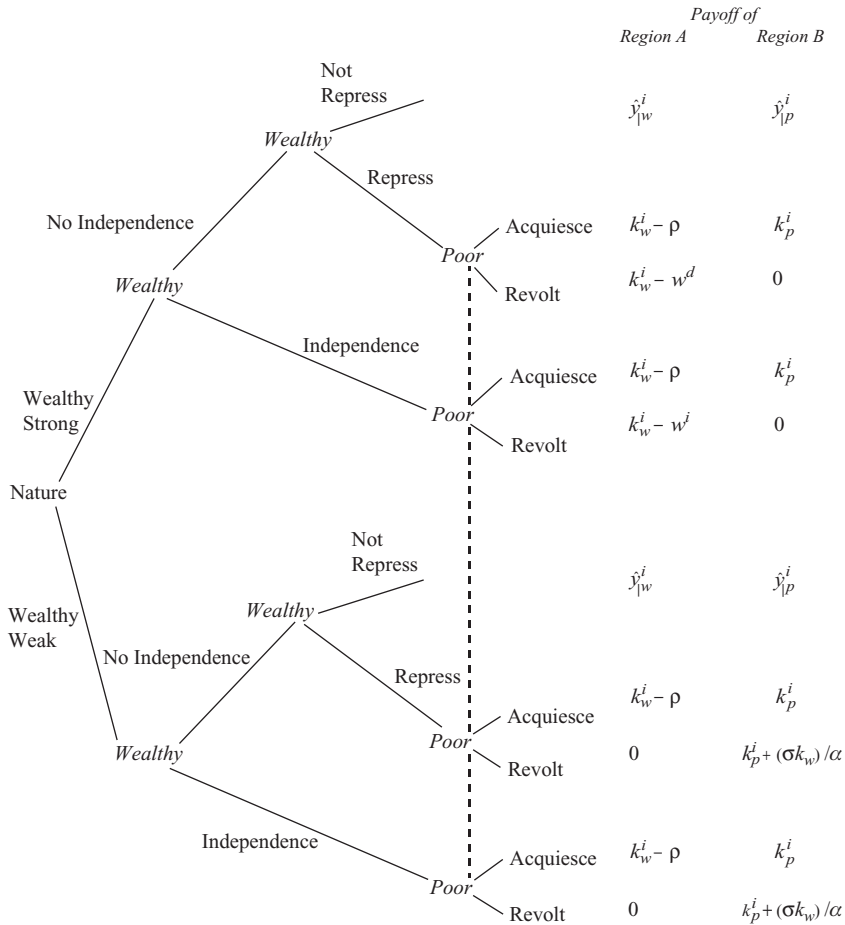 Payoff of
Region A Region B
Not
Repress
ŷ^i_{|w} ŷ^i_{|p}
Wealthy
Repress
No Independence
Acquiesce k^i_w − ρ k^i_p
Poor
Wealthy
Revolt k^i_w − w^d 0
Independence
Acquiesce k^i_w − ρ k^i_p
Wealthy
Strong
Poor
Revolt k^i_w − w^i 0
Nature
Not
Repress
ŷ^i_{|w} ŷ^i_{|p}
Wealthy
Wealthy
Weak
No Independence
Repress
Acquiesce k^i_w − ρ k^i_p
Poor
Wealthy
Revolt 0 k^i_p + (σk_w) /α
Independence
Acquiesce k^i_w − ρ k^i_p
Poor
Revolt 0 k^i_p + (σk_w) /α